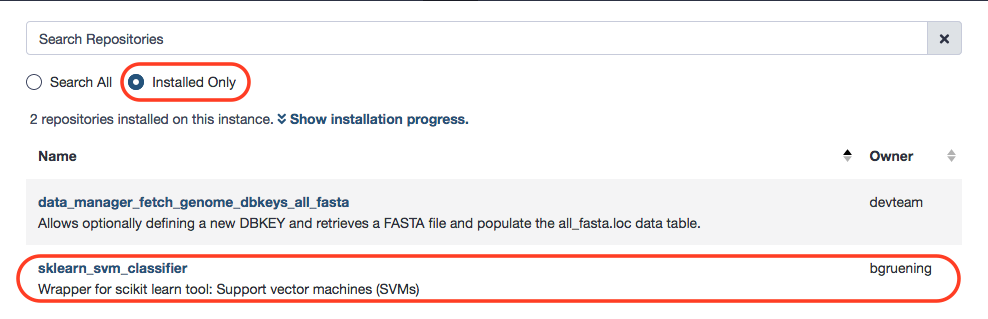 Search Repositories
Search All Installed Only
2 repositories installed on this instance. Show installation progress.
Name Owner
data_manager_fetch_genome_dbkeys_all_fasta devteam
Allows optionally defining a new DBKEY and retrieves a FASTA file and populate the all_fasta.loc data table.
sklearn_svm_classifier bgruening
Wrapper for scikit learn tool: Support vector machines (SVMs)